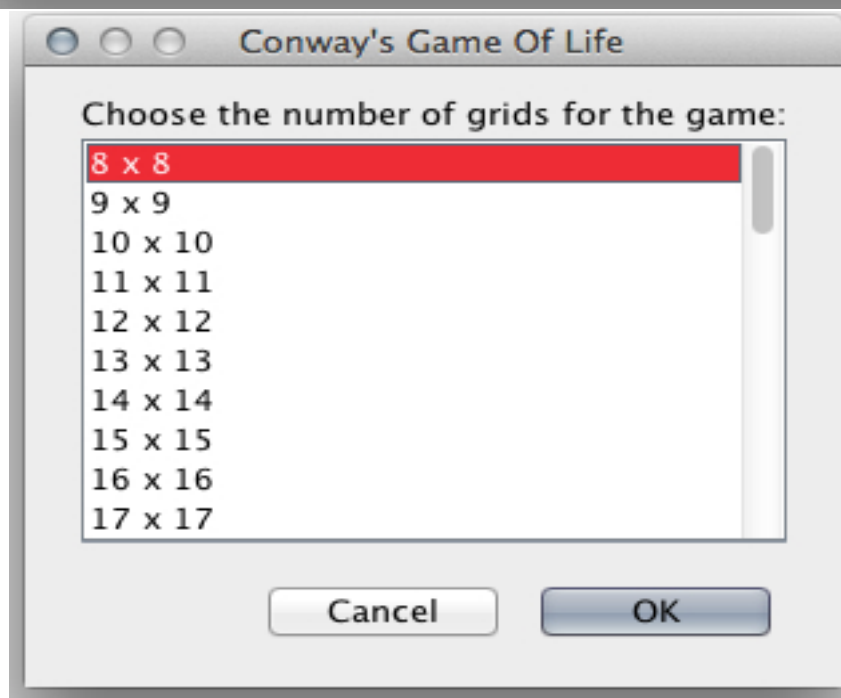 Conway's Game Of Life
Choose the number of grids for the game:
8 x 8
9 x 9
10 x 10
11 x 11
12 x 12
13 x 13
14 x 14
15 x 15
16 x 16
17 x 17
Cancel OK